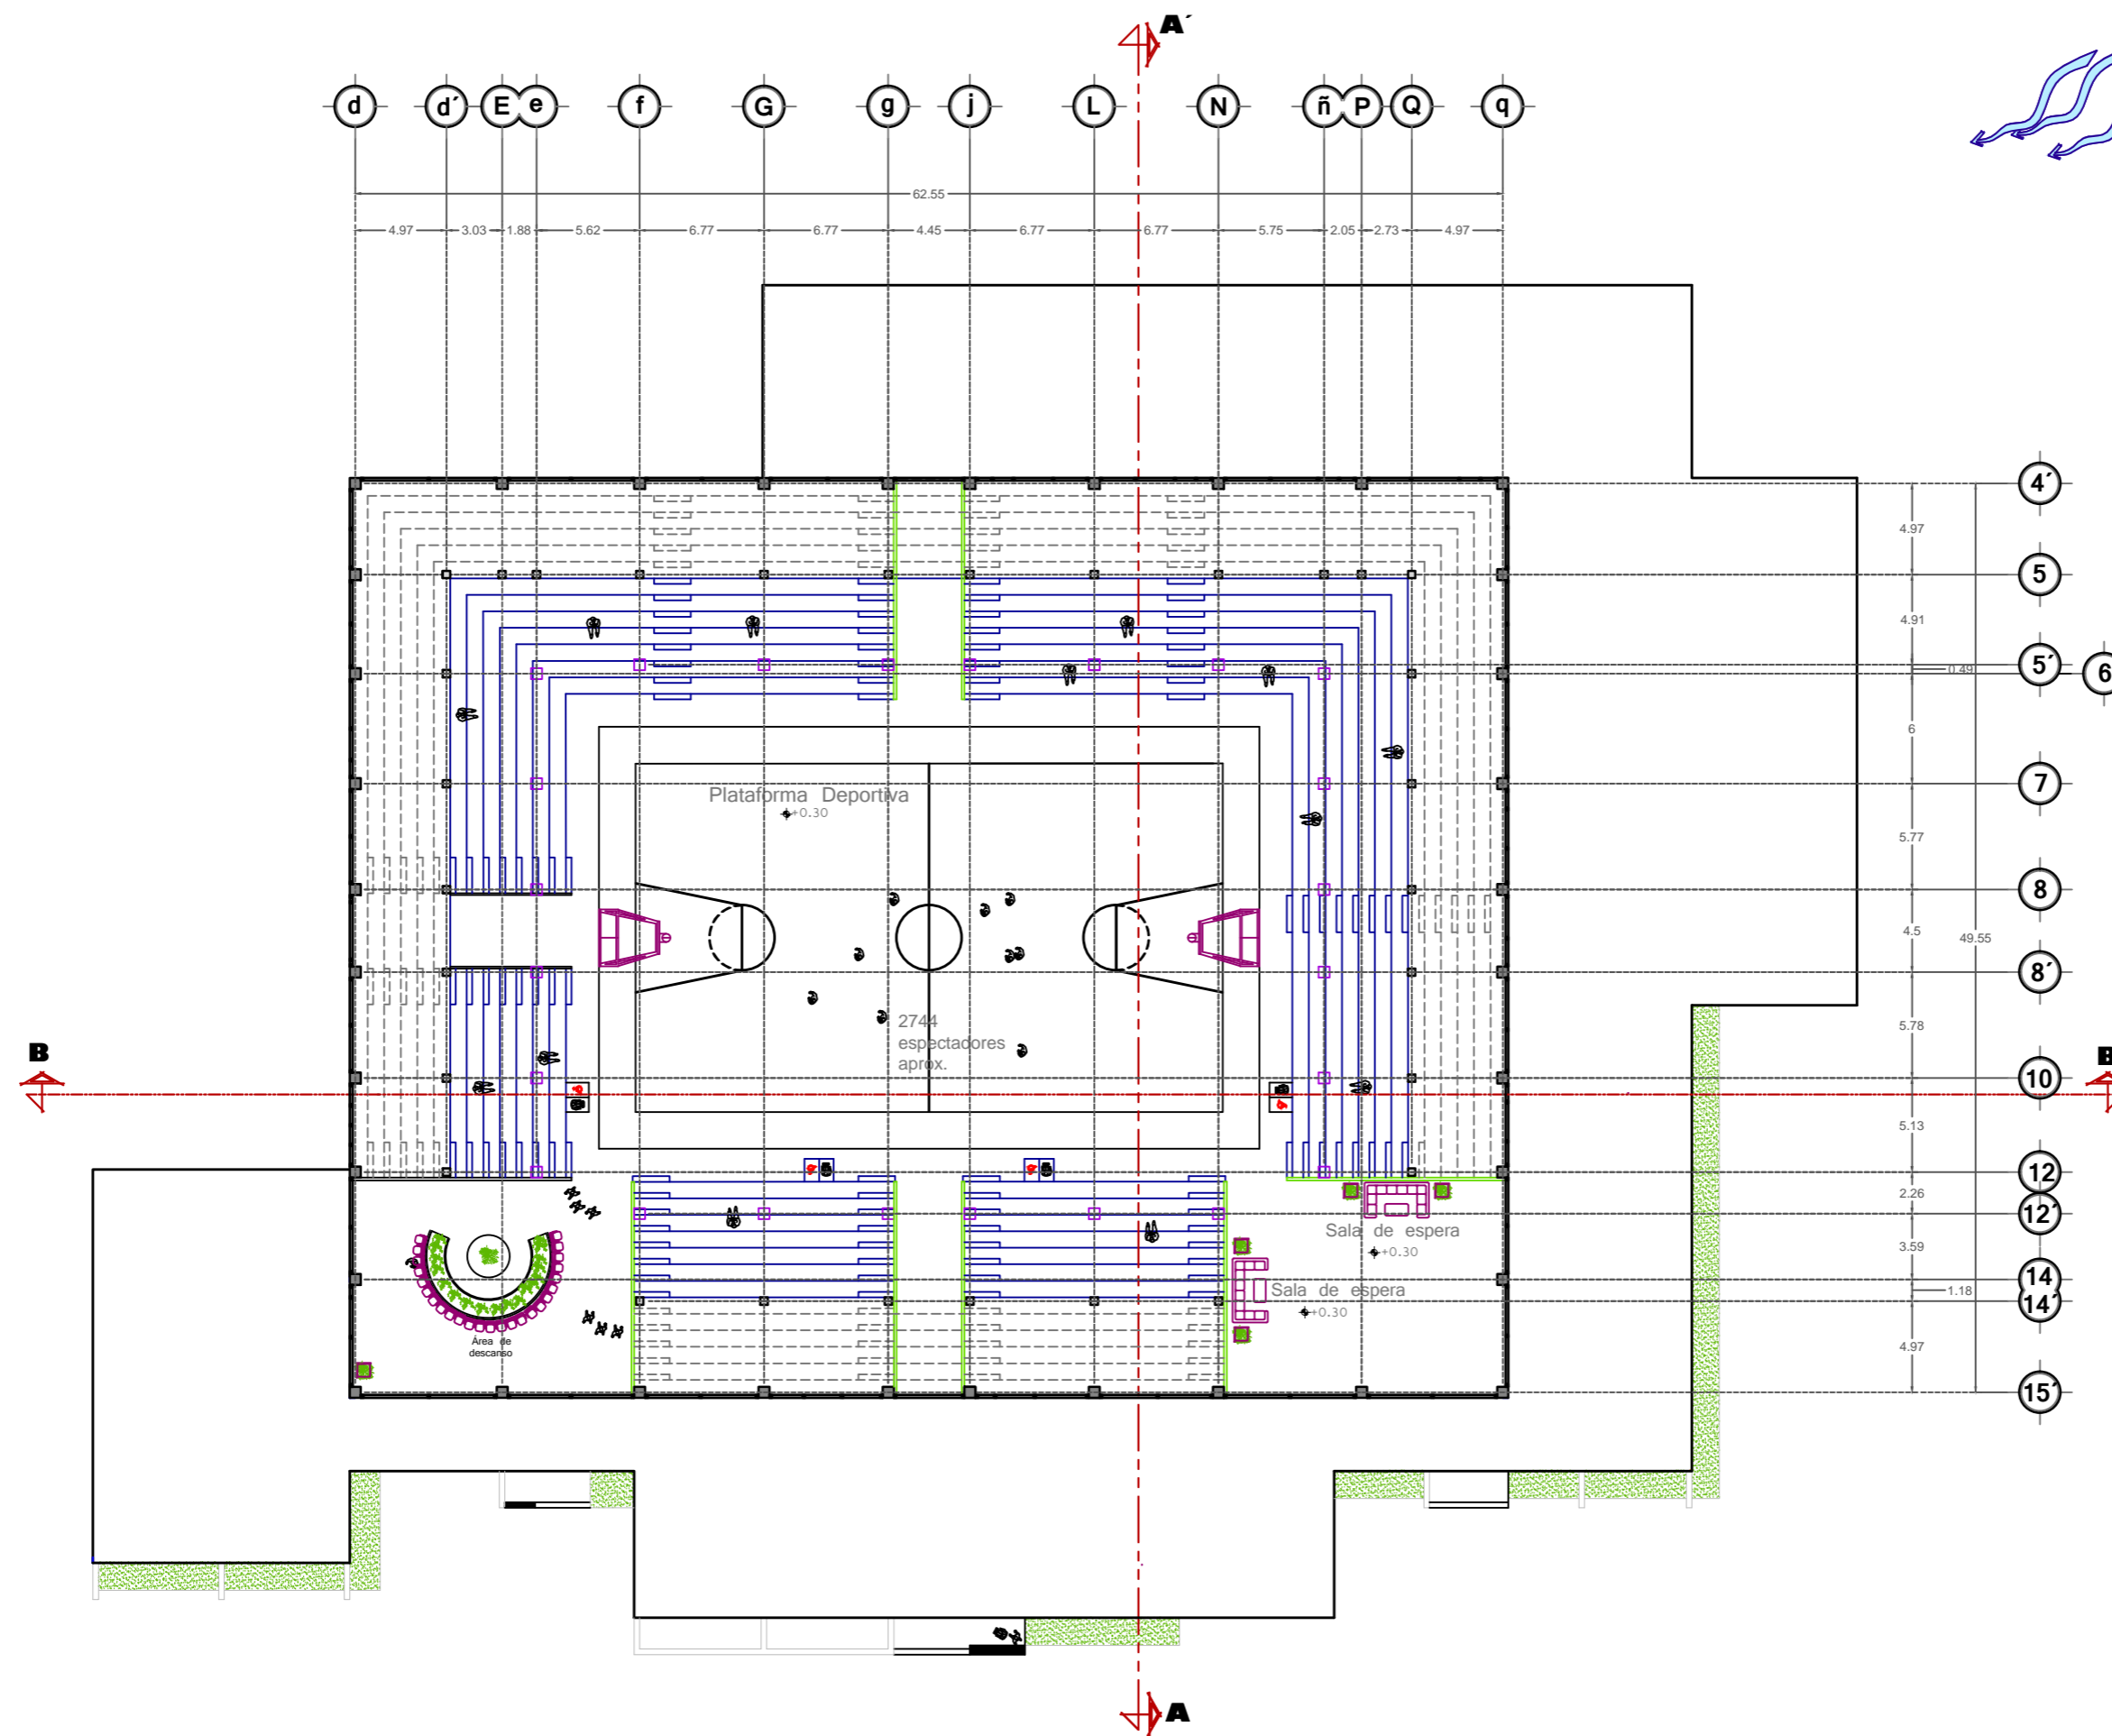 A´
d d´ E e f G g j L N ñ P Q q
62.55
4.97 3.03 1.88 5.62 6.77 6.77 4.45 6.77 6.77 5.75 2.05 2.73 4.97
4´
4.97
5
4.91
5´
0.49
6
6
7
Plataforma Deportiva
+0.30
5.77
8
4.5
49.55
8´
2744
espectadores
aprox.
5.78
B
B
10
5.13
12
2.26
12´
Sala de espera
+0.30
3.59
14
Sala de espera
+0.30
1.18
14´
Área de
descanso
4.97
15´
A